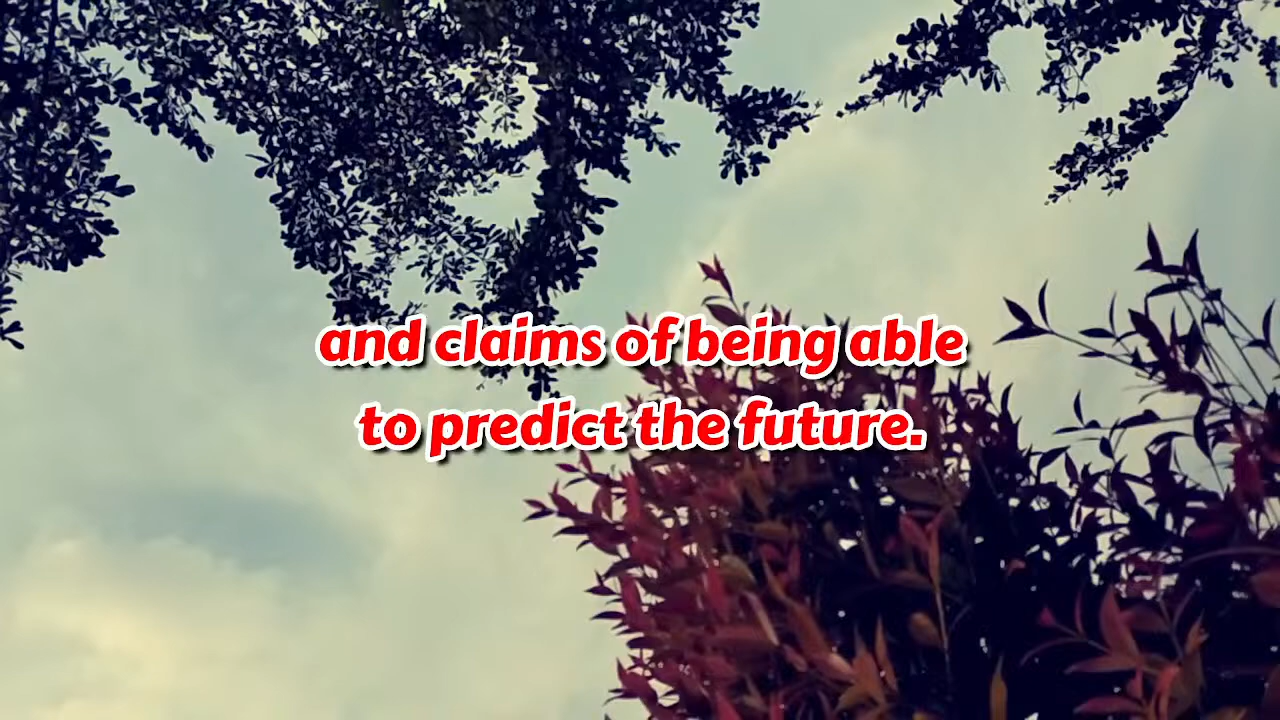 and claims of being able
to predict the future.